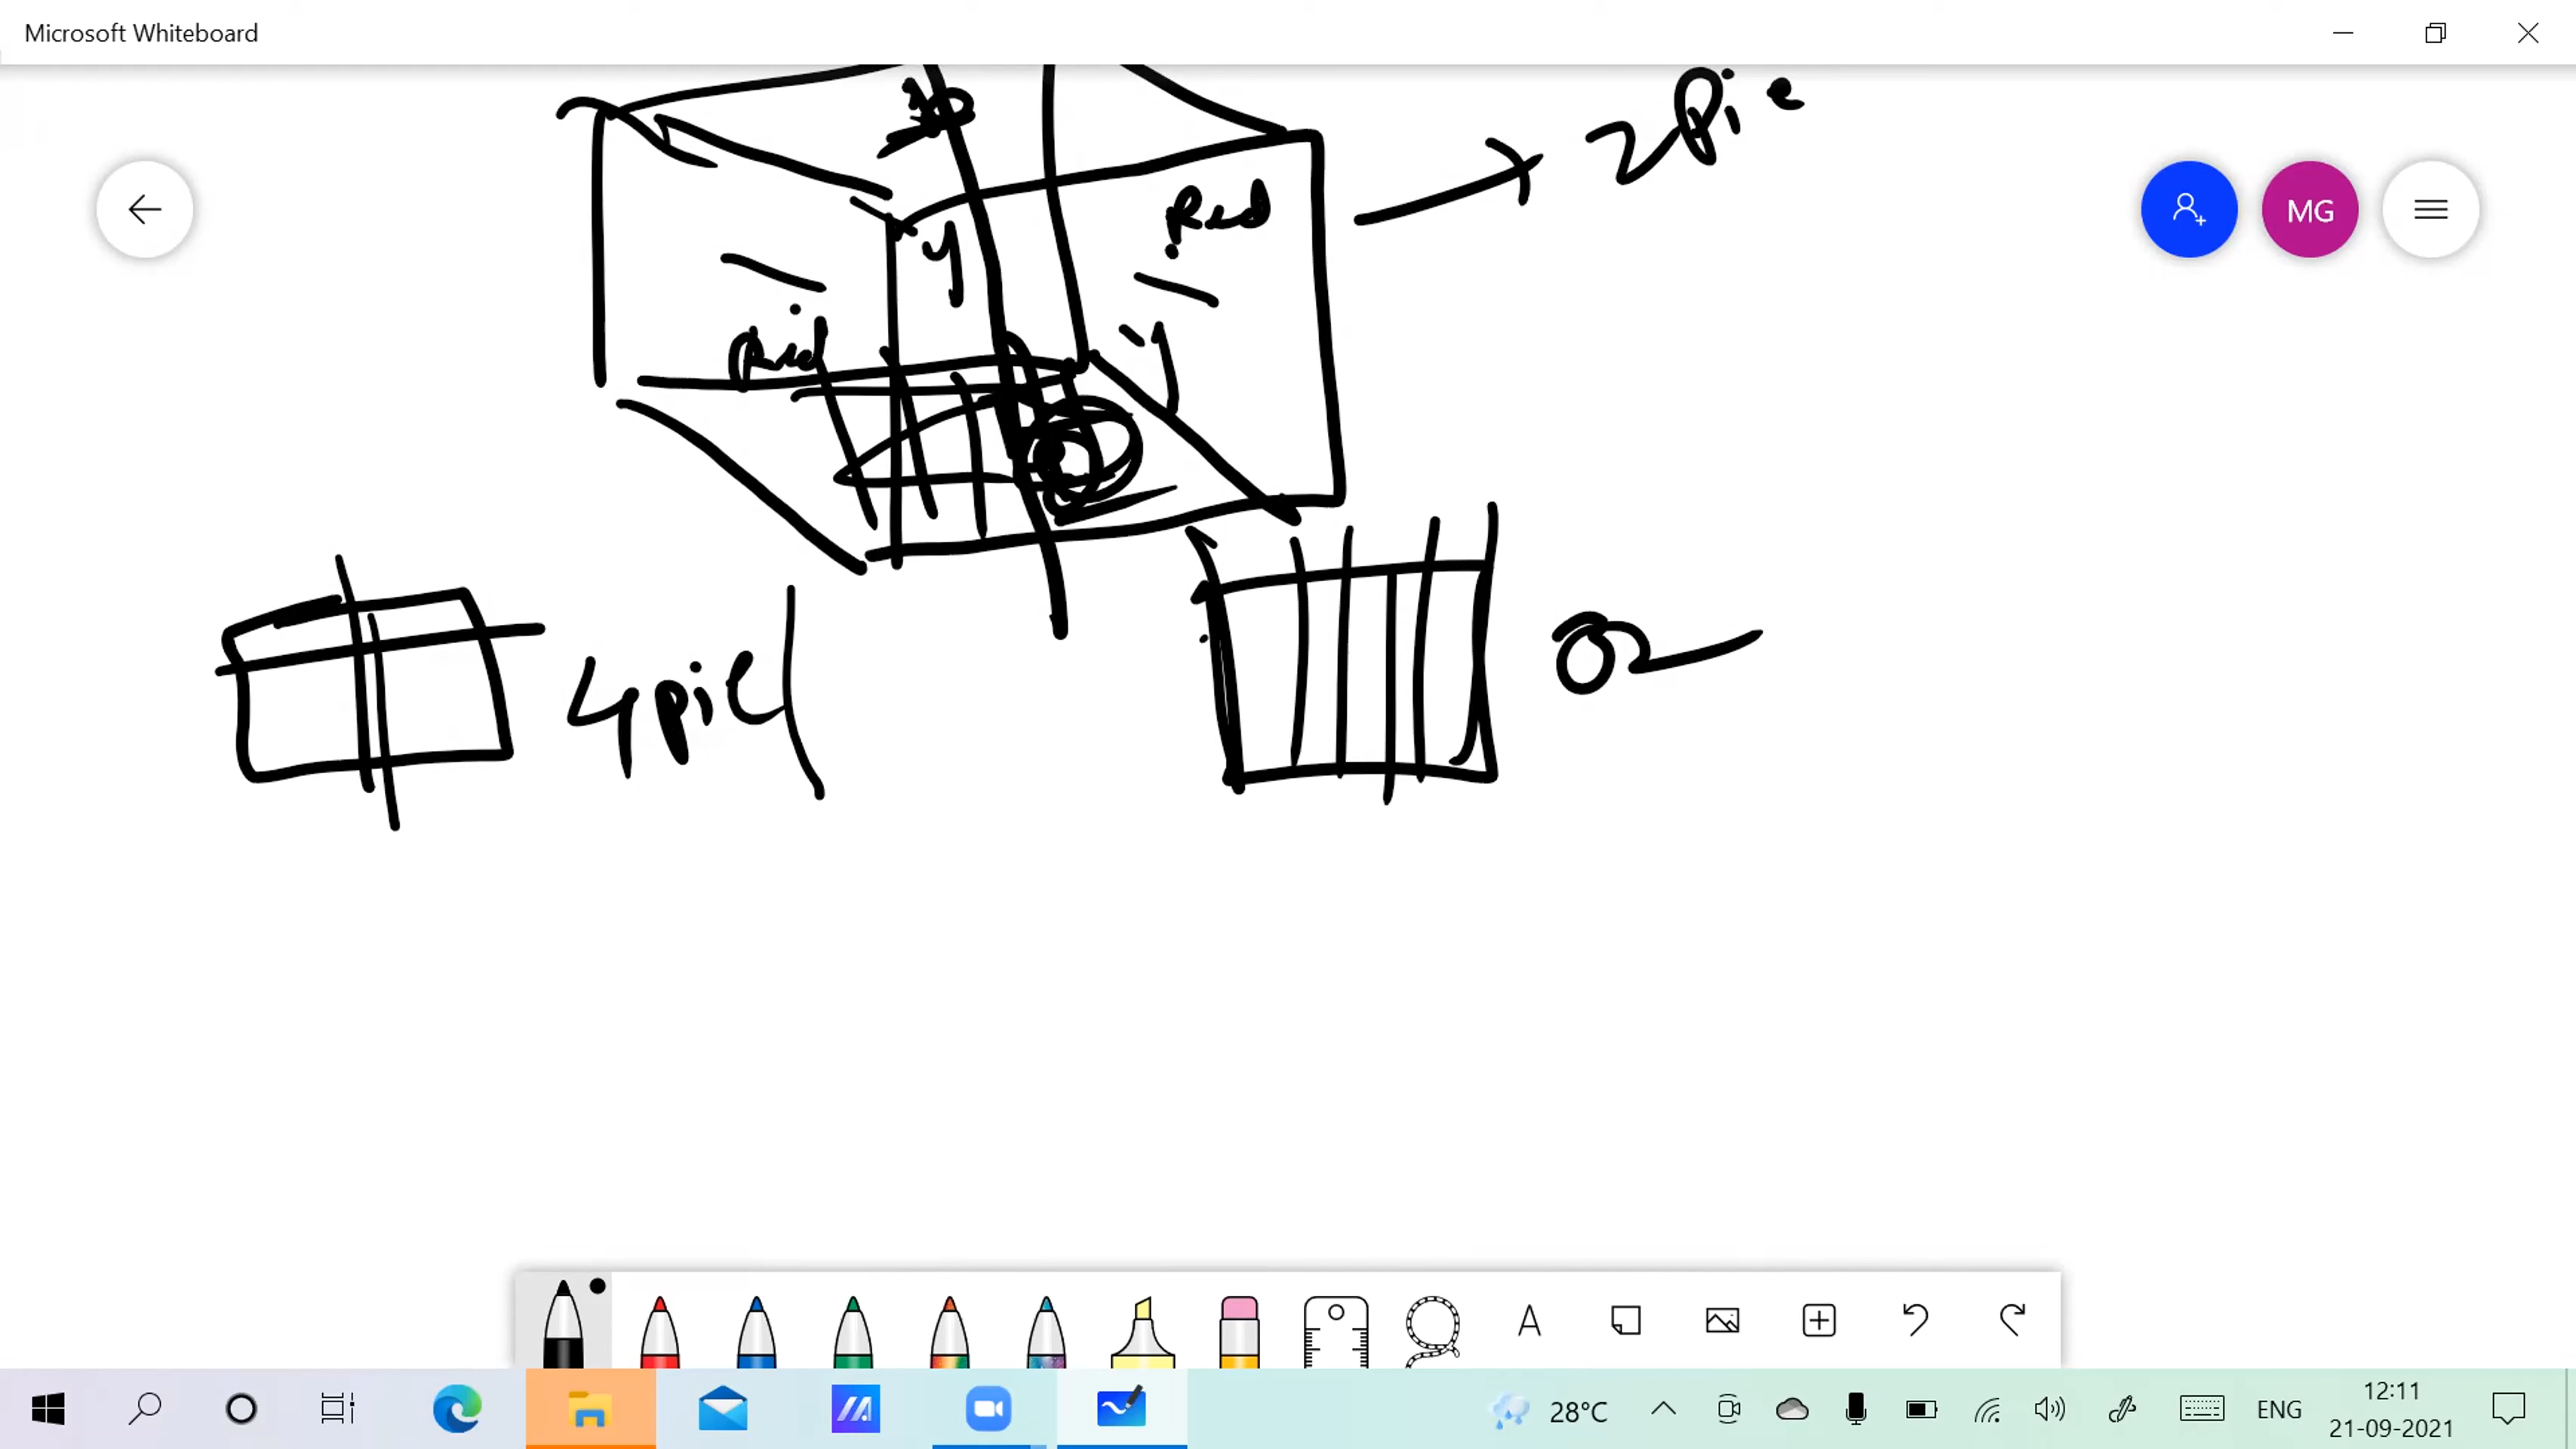 Microsoft Whiteboard
2 Pie
MG
Red
y
Red
y
4 pie
or
A
28°C
ENG
12:11
21-09-2021